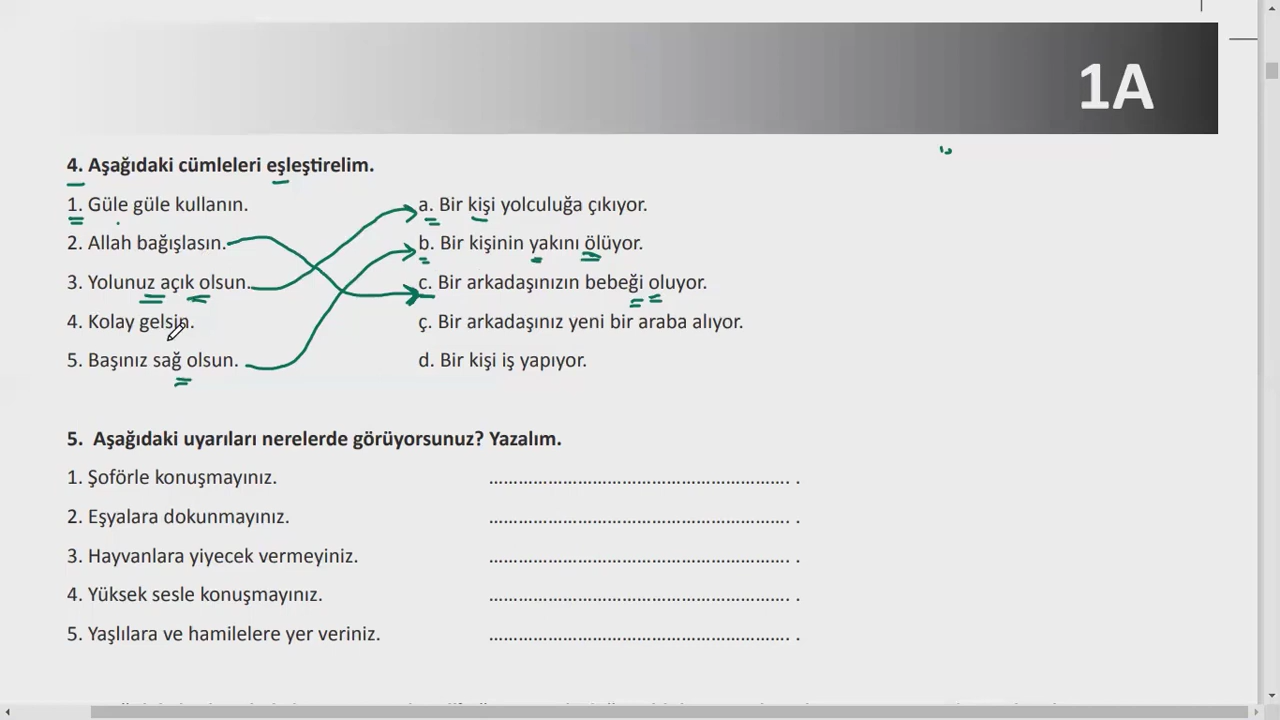 1A
4. Aşağıdaki cümleleri eşleştirelim.
1. Güle güle kullanın. a. Bir kişi yolculuğa çıkıyor.
2. Allah bağışlasın. b. Bir kişinin yakını ölüyor.
3. Yolunuz açık olsun. c. Bir arkadaşınızın bebeği oluyor.
4. Kolay gelsin. ç. Bir arkadaşınız yeni bir araba alıyor.
5. Başınız sağ olsun. d. Bir kişi iş yapıyor.
5. Aşağıdaki uyarıları nerelerde görüyorsunuz? Yazalım.
1. Şoförle konuşmayınız. ........................................................ .
2. Eşyalara dokunmayınız. ........................................................ .
3. Hayvanlara yiyecek vermeyiniz. ........................................................ .
4. Yüksek sesle konuşmayınız. ........................................................ .
5. Yaşlılara ve hamilelere yer veriniz. ........................................................ .